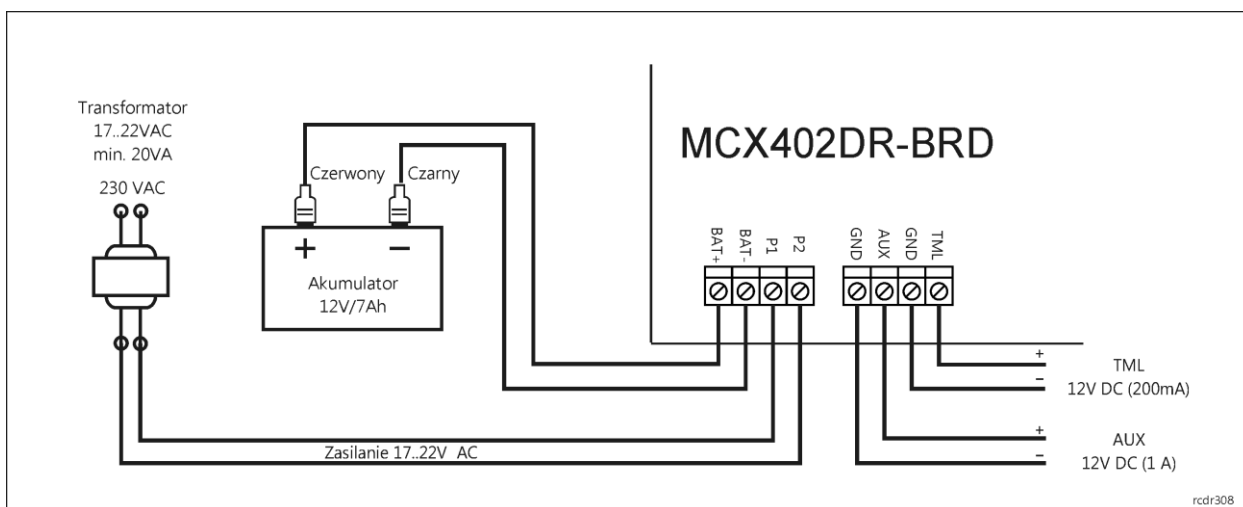 Transformator
17..22VAC
min. 20VA
230 VAC
Czerwony
Czarny
+
−
Akumulator
12V/7Ah
MCX402DR-BRD
BAT+
BAT-
P1
P2
GND
AUX
GND
TML
+
−
TML
12V DC (200mA)
+
−
AUX
12V DC (1 A)
Zasilanie 17..22V AC
rcdr308